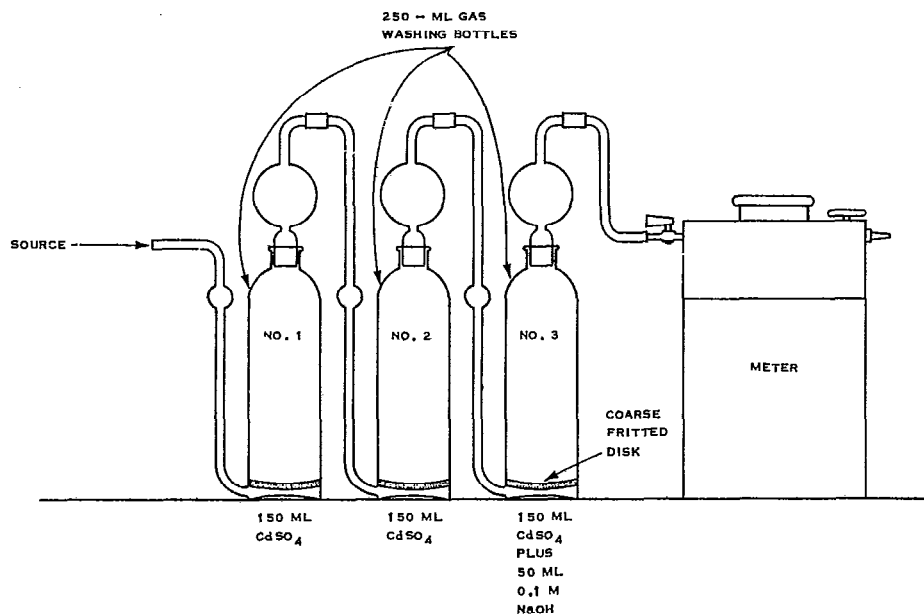 250 - ML GAS
WASHING BOTTLES
SOURCE
NO. 1
NO. 2
NO. 3
METER
COARSE
FRITTED
DISK
150 ML
CdSO4
150 ML
CdSO4
150 ML
CdSO4
PLUS
50 ML
0.1 M
NaOH